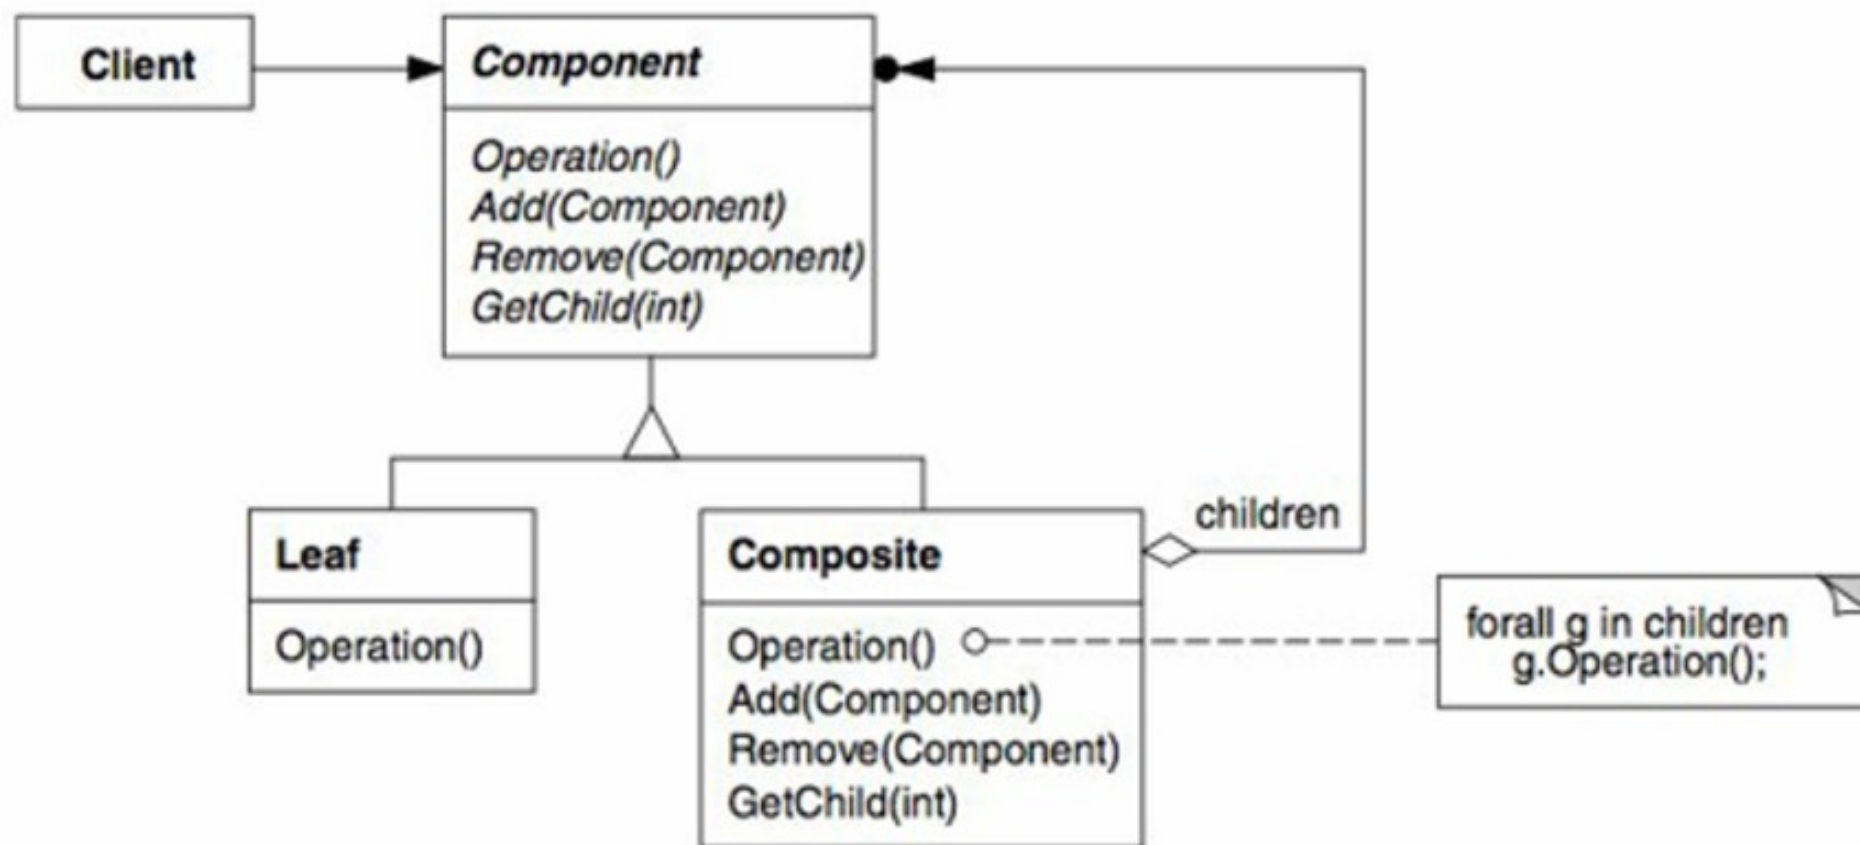 Client
Component
Operation()
Add(Component)
Remove(Component)
GetChild(int)
Leaf
Operation()
Composite
Operation()
Add(Component)
Remove(Component)
GetChild(int)
children
forall g in children
g.Operation();